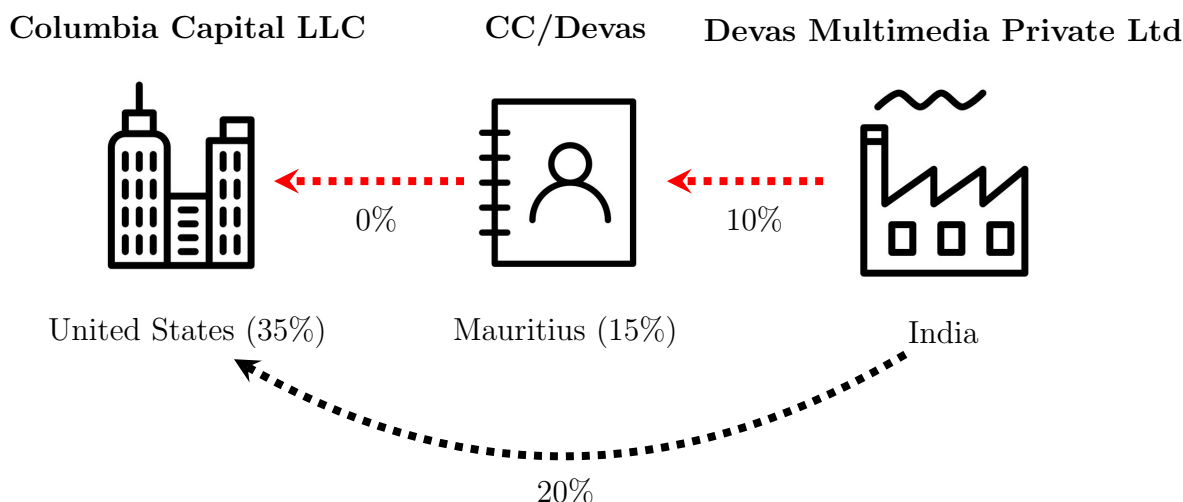 Columbia Capital LLC
CC/Devas
Devas Multimedia Private Ltd
0%
10%
United States (35%)
Mauritius (15%)
India
20%